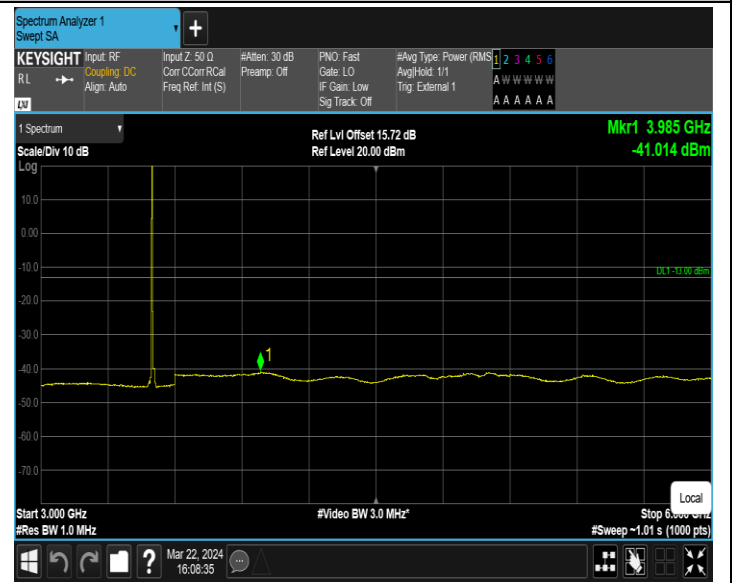 Spectrum Analyzer 1
Swept SA
+
KEYSIGHT Input: RF Input Z: 50 Ω #Atten: 30 dB PNO: Fast #Avg Type: Power (RMS 1 2 3 4 5 6
RL Coupling: DC Corr CCorr RCal Preamp: Off Gate: LO Avg|Hold: 1/1 A W W W W W
Align: Auto Freq Ref: Int (S) IF Gain: Low Trig: External 1
LXI Sig Track: Off A A A A A A
1 Spectrum Ref Lvl Offset 15.72 dB Mkr1 3.985 GHz
Scale/Div 10 dB Ref Level 20.00 dBm -41.014 dBm
Log
10.0
0.00
-10.0
DL1 -13.00 dBm
-20.0
-30.0
1
-40.0
-50.0
-60.0
-70.0
Local
Start 3.000 GHz #Video BW 3.0 MHz* Stop 6.000 GHz
#Res BW 1.0 MHz #Sweep ~1.01 s (1000 pts)
? Mar 22, 2024
16:08:35